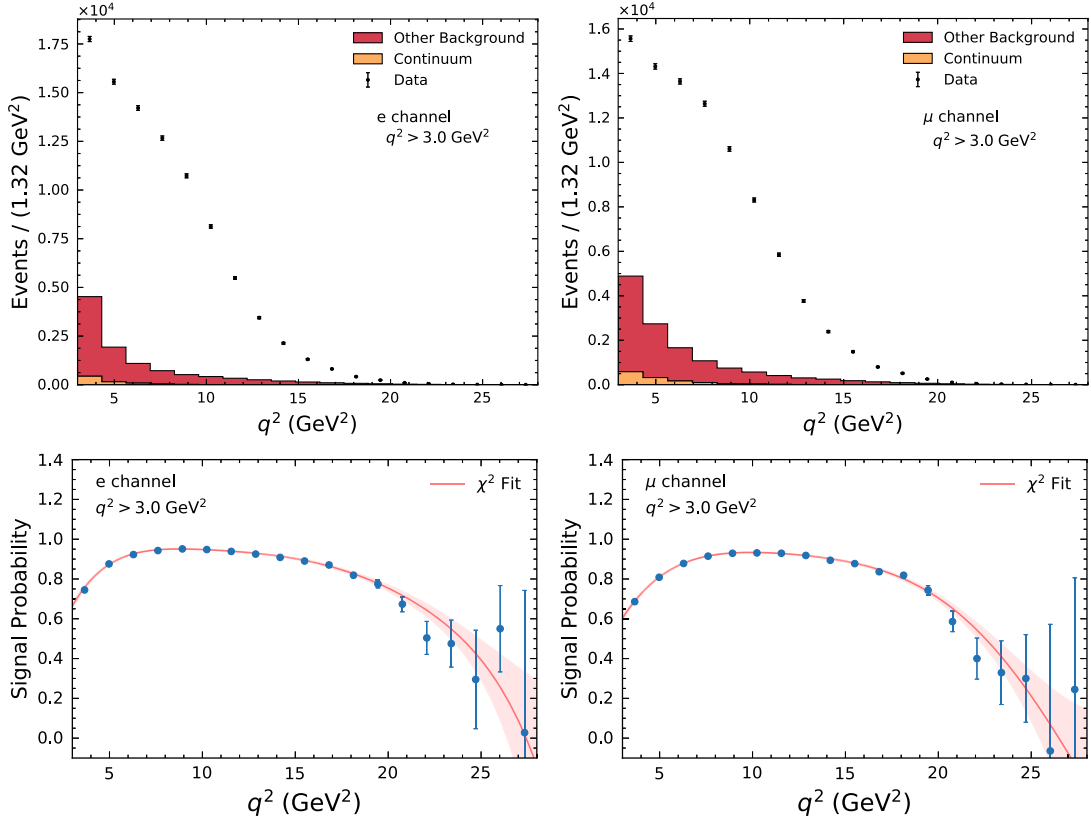 1e4
Events / (1.32 GeV²)
1.75
1.50
1.25
1.00
0.75
0.50
0.25
0.00
Other Background
Continuum
Data
e channel
q² > 3.0 GeV²
5 10 15 20 25
q² (GeV²)
1e4
Events / (1.32 GeV²)
1.6
1.4
1.2
1.0
0.8
0.6
0.4
0.2
0.0
Other Background
Continuum
Data
μ channel
q² > 3.0 GeV²
5 10 15 20 25
q² (GeV²)
Signal Probability
1.4
1.2
1.0
0.8
0.6
0.4
0.2
0.0
e channel
q² > 3.0 GeV²
χ² Fit
5 10 15 20 25
q² (GeV²)
Signal Probability
1.4
1.2
1.0
0.8
0.6
0.4
0.2
0.0
μ channel
q² > 3.0 GeV²
χ² Fit
5 10 15 20 25
q² (GeV²)